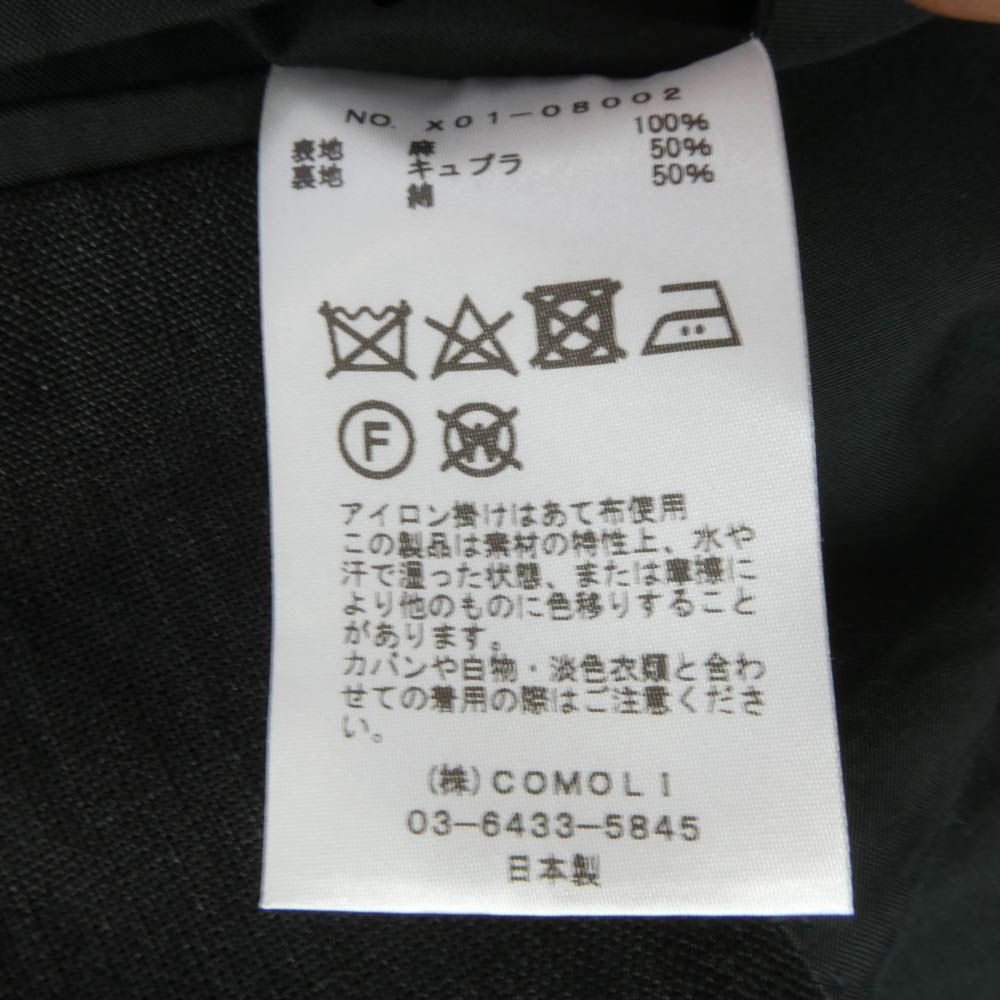 NO. X01-08002
表地 麻 100%
裏地 キュプラ 50%
綿 50%
F
W
アイロン掛けはあて布使用
この製品は素材の特性上、水や
汗で湿った状態、または摩擦に
より他のものに色移りすること
があります。
カバンや白物・淡色衣類と合わ
せての着用の際はご注意くださ
い。
(株)COMOLI
03-6433-5845
日本製